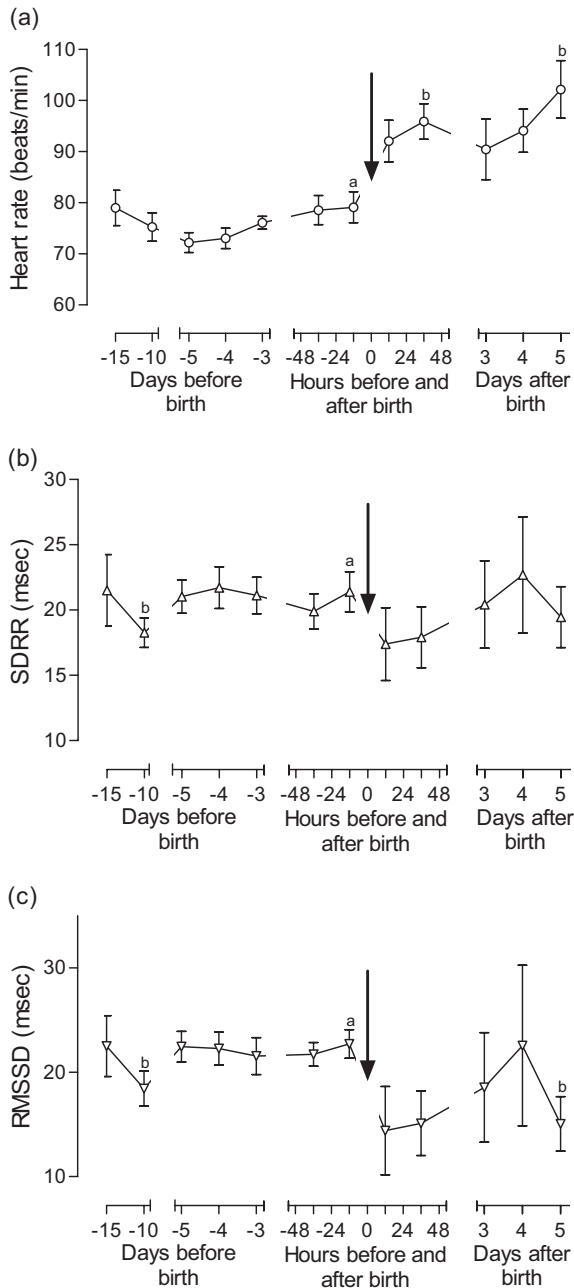 (a)
110
100
90
80
70
60
Heart rate (beats/min)
a
b
b
-15 -10 -5 -4 -3 -48 -24 0 24 48 3 4 5
Days before
birth
Hours before and
after birth
Days after
birth
(b)
30
20
15
10
SDRR (msec)
b
a
-15 -10 -5 -4 -3 -48 -24 0 24 48 3 4 5
Days before
birth
Hours before and
after birth
Days after
birth
(c)
30
20
10
RMSSD (msec)
b
a
b
-15 -10 -5 -4 -3 -48 -24 0 24 48 3 4 5
Days before
birth
Hours before and
after birth
Days after
birth